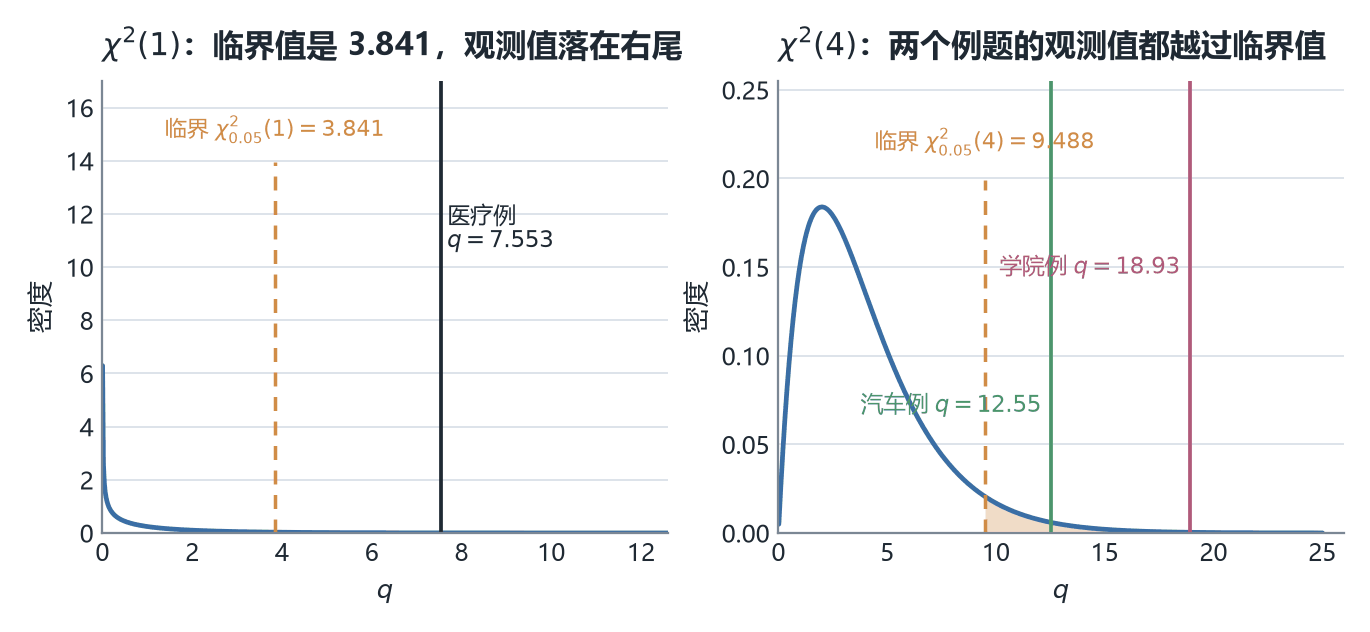 χ²(1)：临界值是 3.841，观测值落在右尾
密度
16
14
12
10
8
6
4
2
0
临界 χ²₀.₀₅(1) = 3.841
医疗例
q = 7.553
0 2 4 6 8 10 12
q
χ²(4)：两个例题的观测值都越过临界值
密度
0.25
0.20
0.15
0.10
0.05
0.00
临界 χ²₀.₀₅(4) = 9.488
学院例 q = 18.93
汽车例 q = 12.55
0 5 10 15 20 25
q